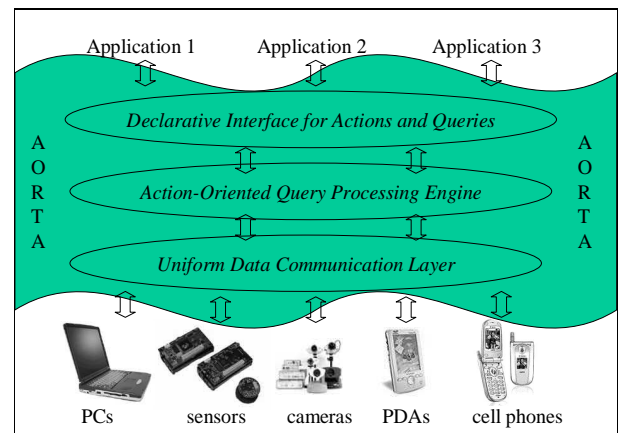 Application 1 Application 2 Application 3
Declarative Interface for Actions and Queries
A
O
R
T
A
A
O
R
T
A
Action-Oriented Query Processing Engine
Uniform Data Communication Layer
PCs sensors cameras PDAs cell phones